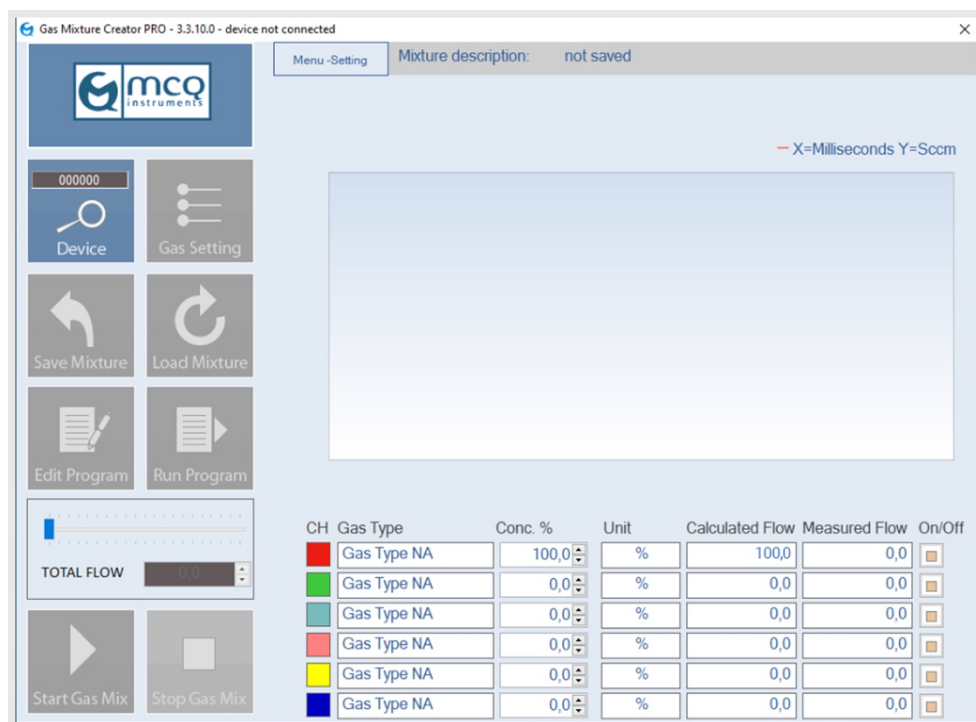 Gas Mixture Creator PRO - 3.3.10.0 - device not connected
mcq
instruments
Menu -Setting
Mixture description: not saved
X=Milliseconds Y=Sccm
000000
Device
Gas Setting
Save Mixture
Load Mixture
Edit Program
Run Program
TOTAL FLOW 0,0
Start Gas Mix
Stop Gas Mix
CH Gas Type Conc. % Unit Calculated Flow Measured Flow On/Off
Gas Type NA 100,0 % 100,0 0,0
Gas Type NA 0,0 % 0,0 0,0
Gas Type NA 0,0 % 0,0 0,0
Gas Type NA 0,0 % 0,0 0,0
Gas Type NA 0,0 % 0,0 0,0
Gas Type NA 0,0 % 0,0 0,0